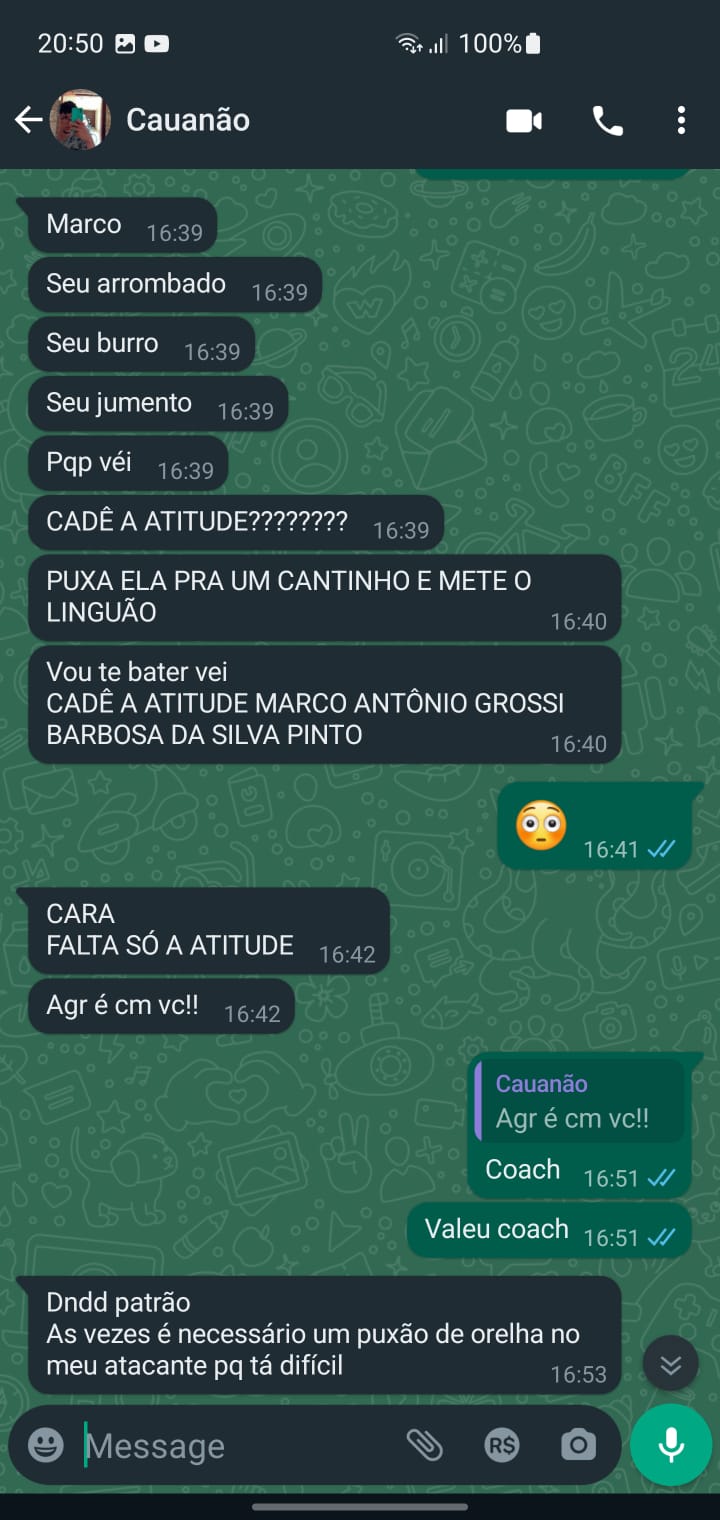 20:50 100%
Cauanão
Marco 16:39
Seu arrombado 16:39
Seu burro 16:39
Seu jumento 16:39
Pqp véi 16:39
CADÊ A ATITUDE???????? 16:39
PUXA ELA PRA UM CANTINHO E METE O
LINGUÃO
16:40
Vou te bater vei
CADÊ A ATITUDE MARCO ANTÔNIO GROSSI
BARBOSA DA SILVA PINTO
16:40
16:41
CARA
FALTA SÓ A ATITUDE 16:42
Agr é cm vc!! 16:42
Cauanão
Agr é cm vc!!
Coach 16:51
Valeu coach 16:51
Dndd patrão
As vezes é necessário um puxão de orelha no
meu atacante pq tá difícil
16:53
Message R$